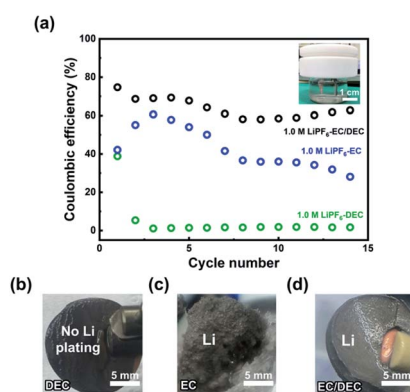 (a)
Coulombic efficiency (%)
100
80
60
40
20
0
0
5
10
15
Cycle number
1 cm
1.0 M LiPF₆-EC/DEC
1.0 M LiPF₆-EC
1.0 M LiPF₆-DEC
(b)
No Li
plating
DEC
5 mm
(c)
Li
EC
5 mm
(d)
Li
EC/DEC
5 mm